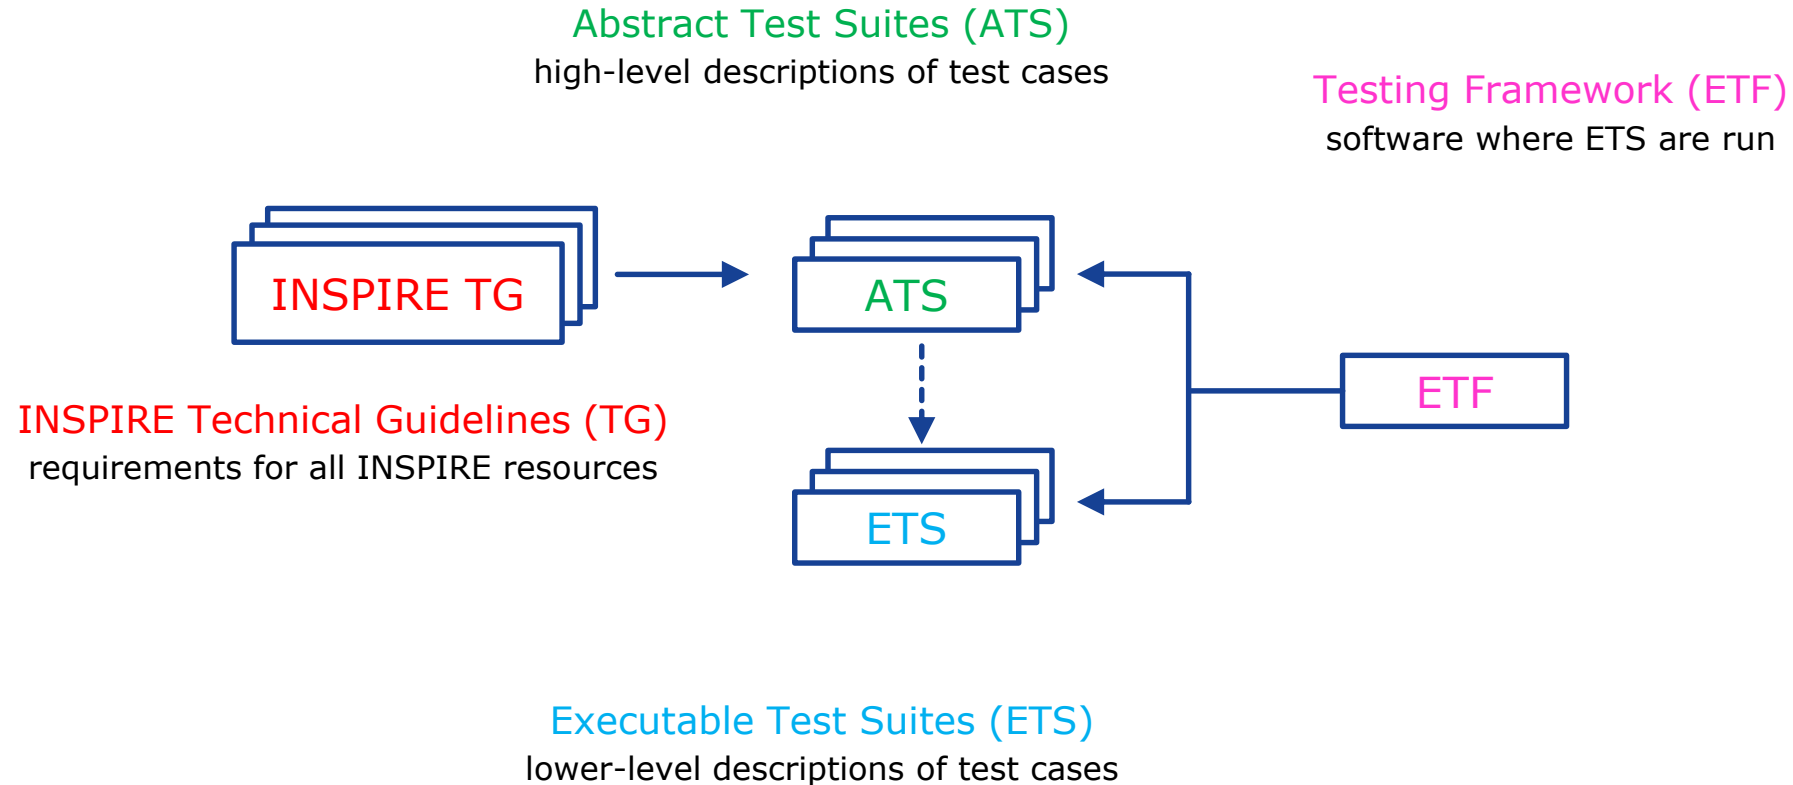 Abstract Test Suites (ATS)
high-level descriptions of test cases
Testing Framework (ETF)
software where ETS are run
INSPIRE TG
ATS
ETF
INSPIRE Technical Guidelines (TG)
requirements for all INSPIRE resources
ETS
Executable Test Suites (ETS)
lower-level descriptions of test cases